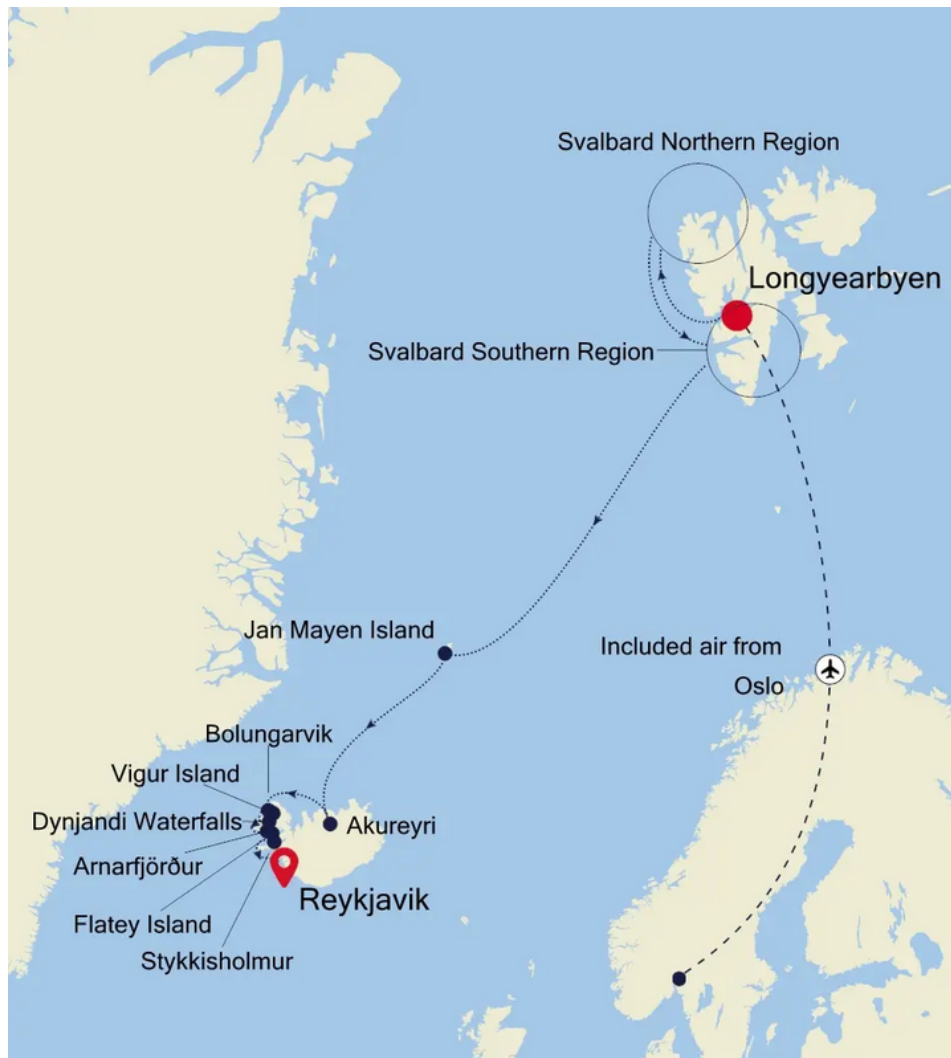 Svalbard Northern Region
Longyearbyen
Svalbard Southern Region
Jan Mayen Island
Included air from
Oslo
Bolungarvik
Vigur Island
Dynjandi Waterfalls
Akureyri
Arnarfjörður
Reykjavik
Flatey Island
Stykkisholmur